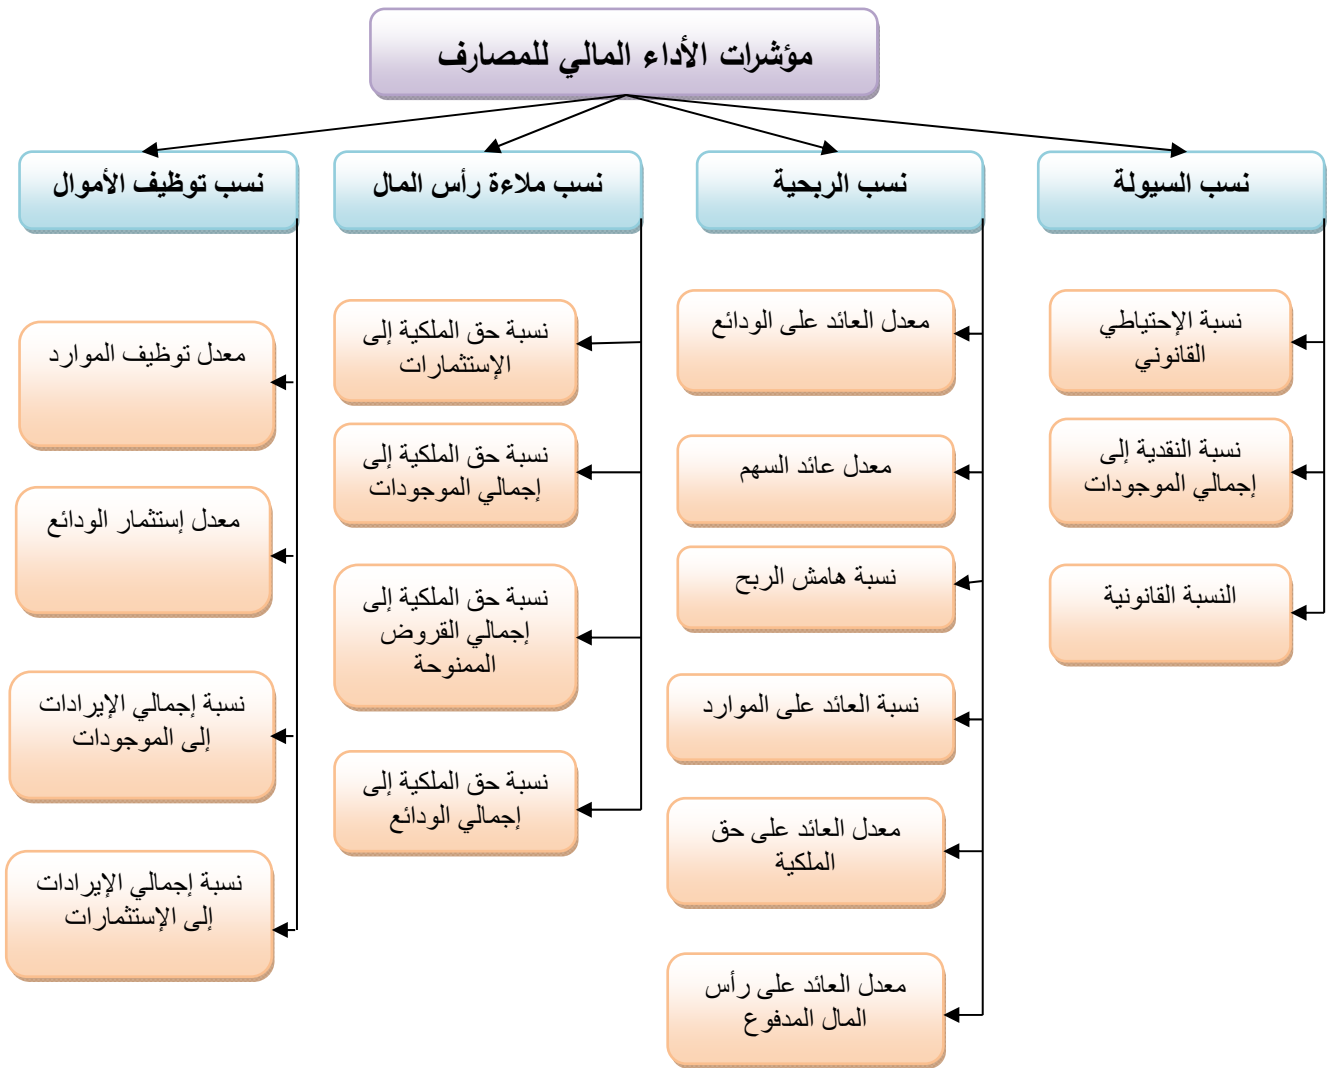 مؤشرات الأداء المالي للمصارف
نسب السيولة
نسب الربحية
نسب ملاءة رأس المال
نسب توظيف الأموال
نسبة الإحتياطي
القانوني
نسبة النقدية إلى
إجمالي الموجودات
النسبة القانونية
معدل العائد على الودائع
معدل عائد السهم
نسبة هامش الربح
نسبة العائد على الموارد
معدل العائد على حق
الملكية
معدل العائد على رأس
المال المدفوع
نسبة حق الملكية إلى
الإستثمارات
نسبة حق الملكية إلى
إجمالي الموجودات
نسبة حق الملكية إلى
إجمالي القروض
الممنوحة
نسبة حق الملكية إلى
إجمالي الودائع
معدل توظيف الموارد
معدل إستثمار الودائع
نسبة إجمالي الإيرادات
إلى الموجودات
نسبة إجمالي الإيرادات
إلى الإستثمارات